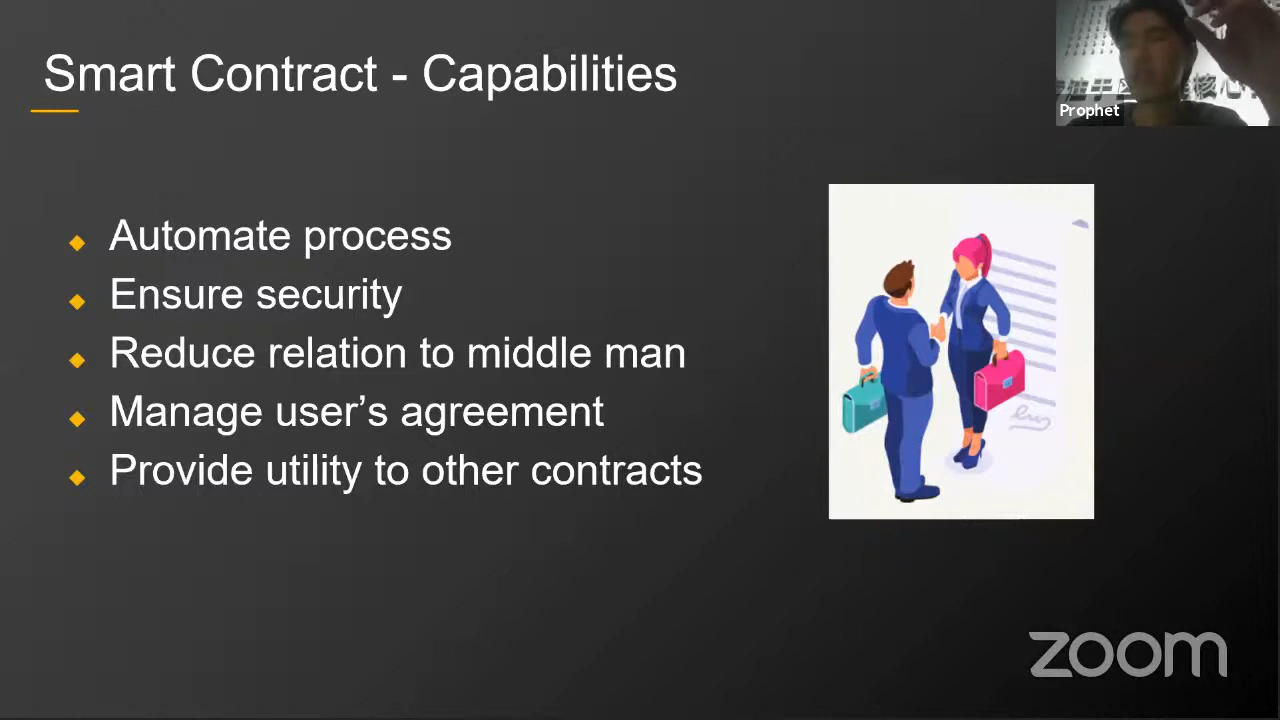 Smart Contract - Capabilities
Prophet
Automate process
Ensure security
Reduce relation to middle man
Manage user’s agreement
Provide utility to other contracts
zoom